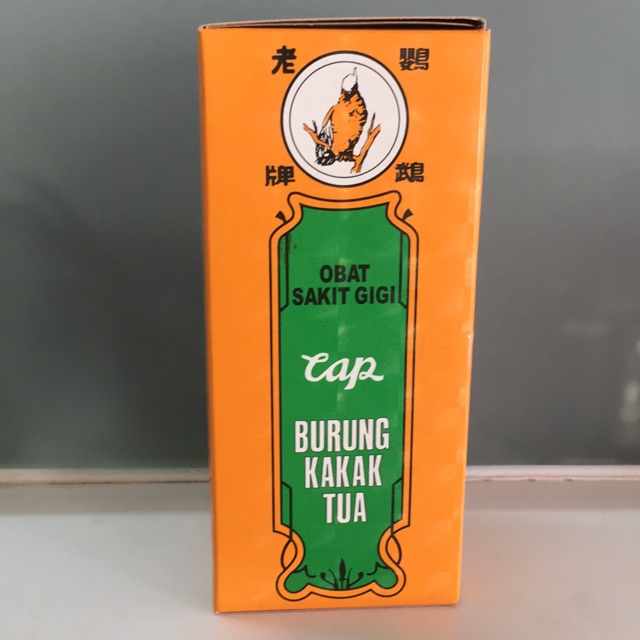 老 鸚
牌 鵡
OBAT
SAKIT GIGI
Cap
BURUNG
KAKAK
TUA